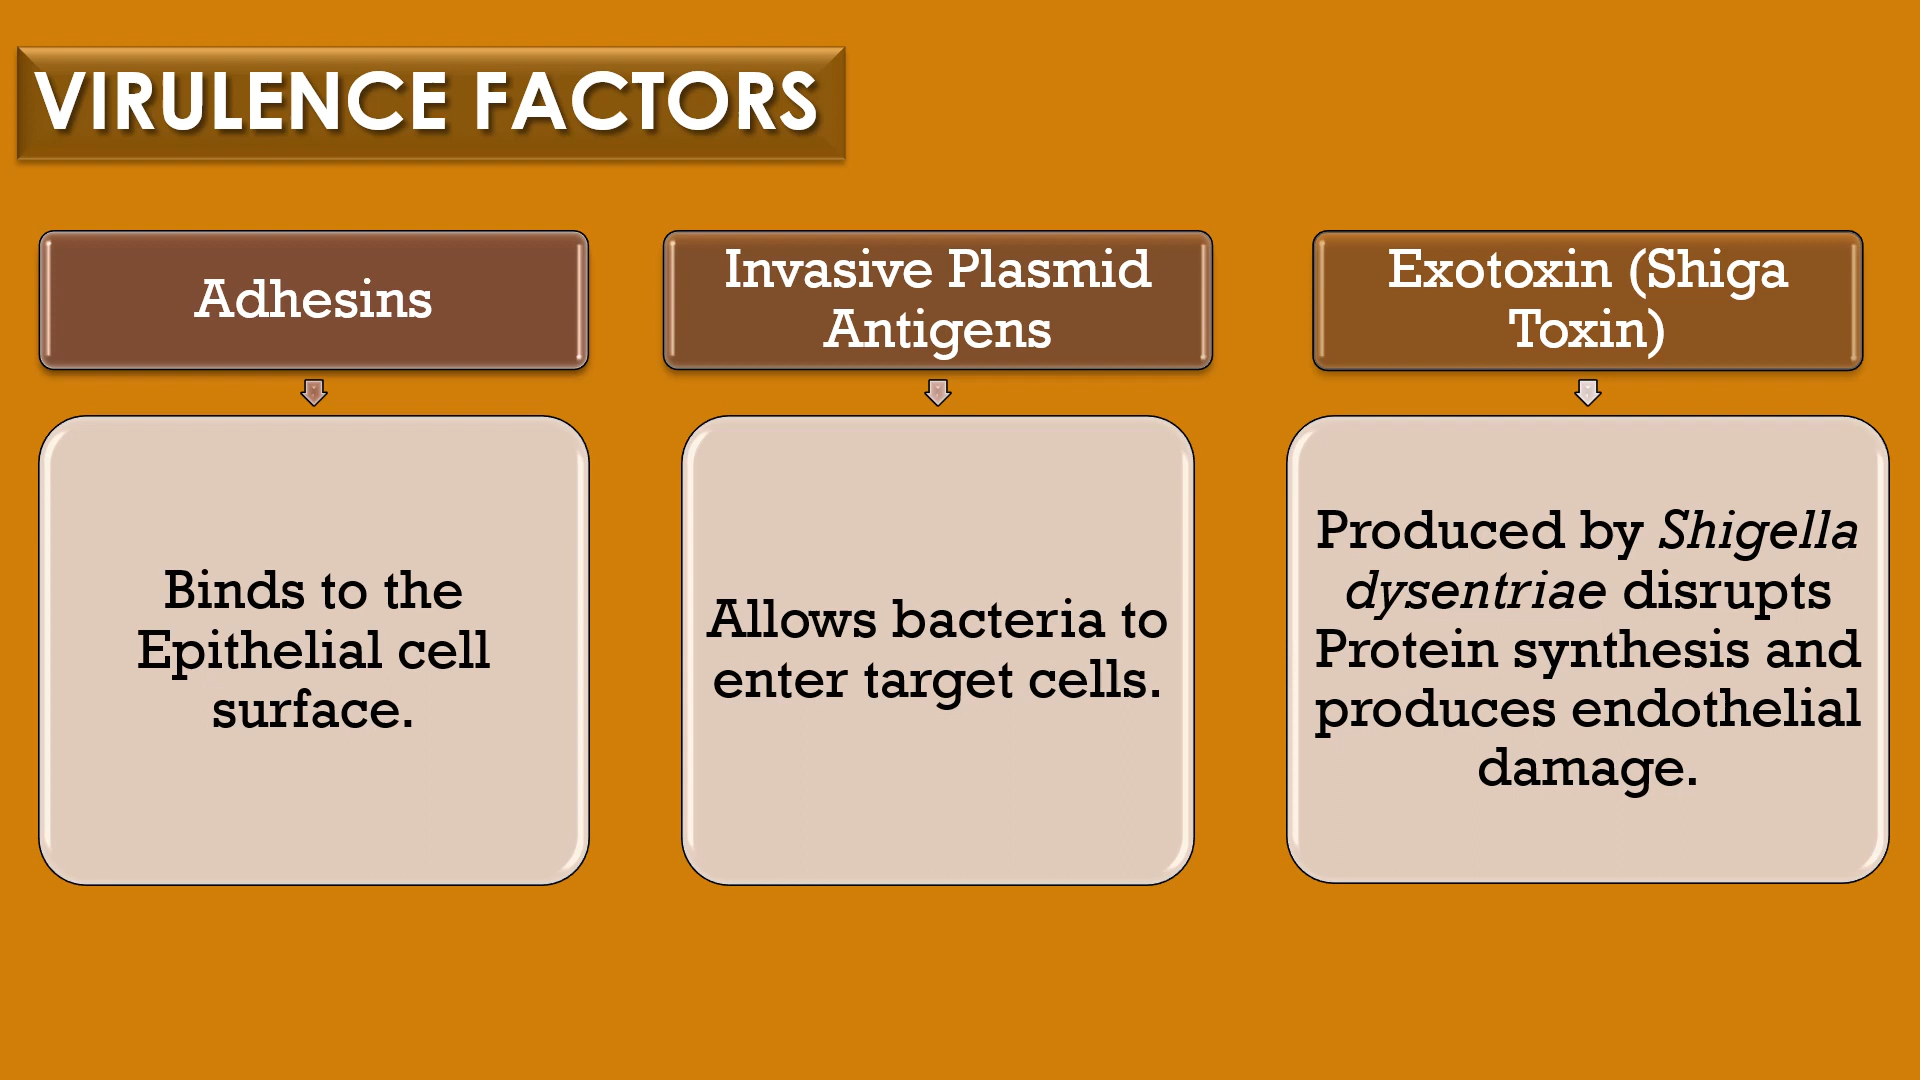 VIRULENCE FACTORS
Adhesins
Binds to the
Epithelial cell
surface.
Invasive Plasmid
Antigens
Allows bacteria to
enter target cells.
Exotoxin (Shiga
Toxin)
Produced by Shigella
dysentriae disrupts
Protein synthesis and
produces endothelial
damage.